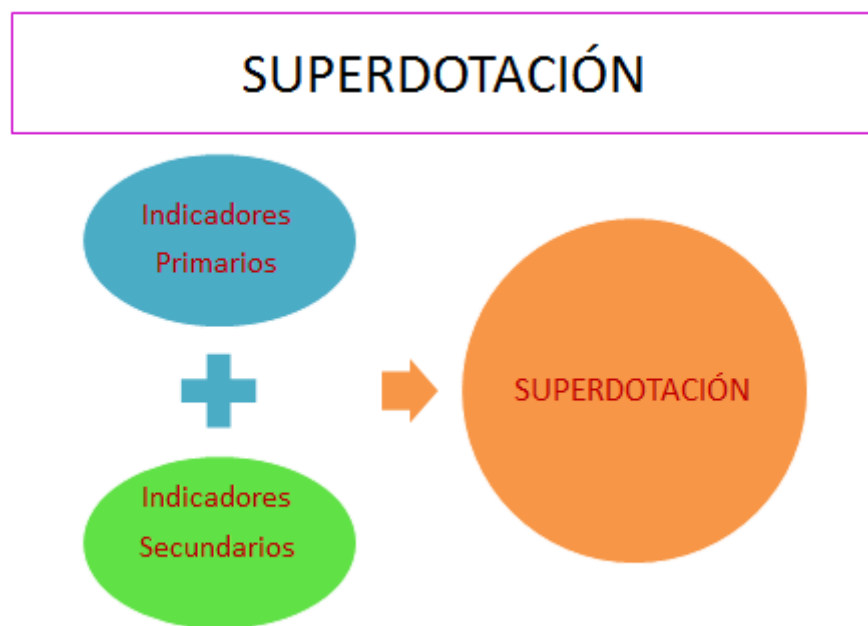 SUPERDOTACIÓN
Indicadores
Primarios
SUPERDOTACIÓN
Indicadores
Secundarios